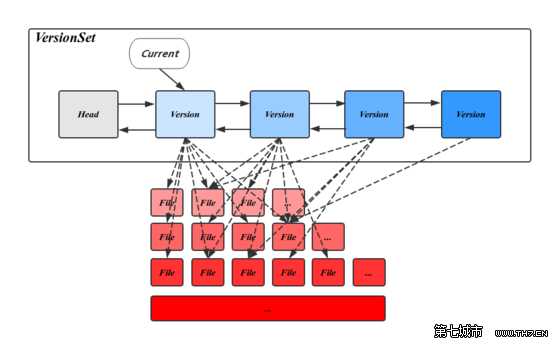 VersionSet
Current
Head Version Version Version Version
File File File ...
File File File File ...
File File File File File ...
...
第七城市 WWW.TH7.CN